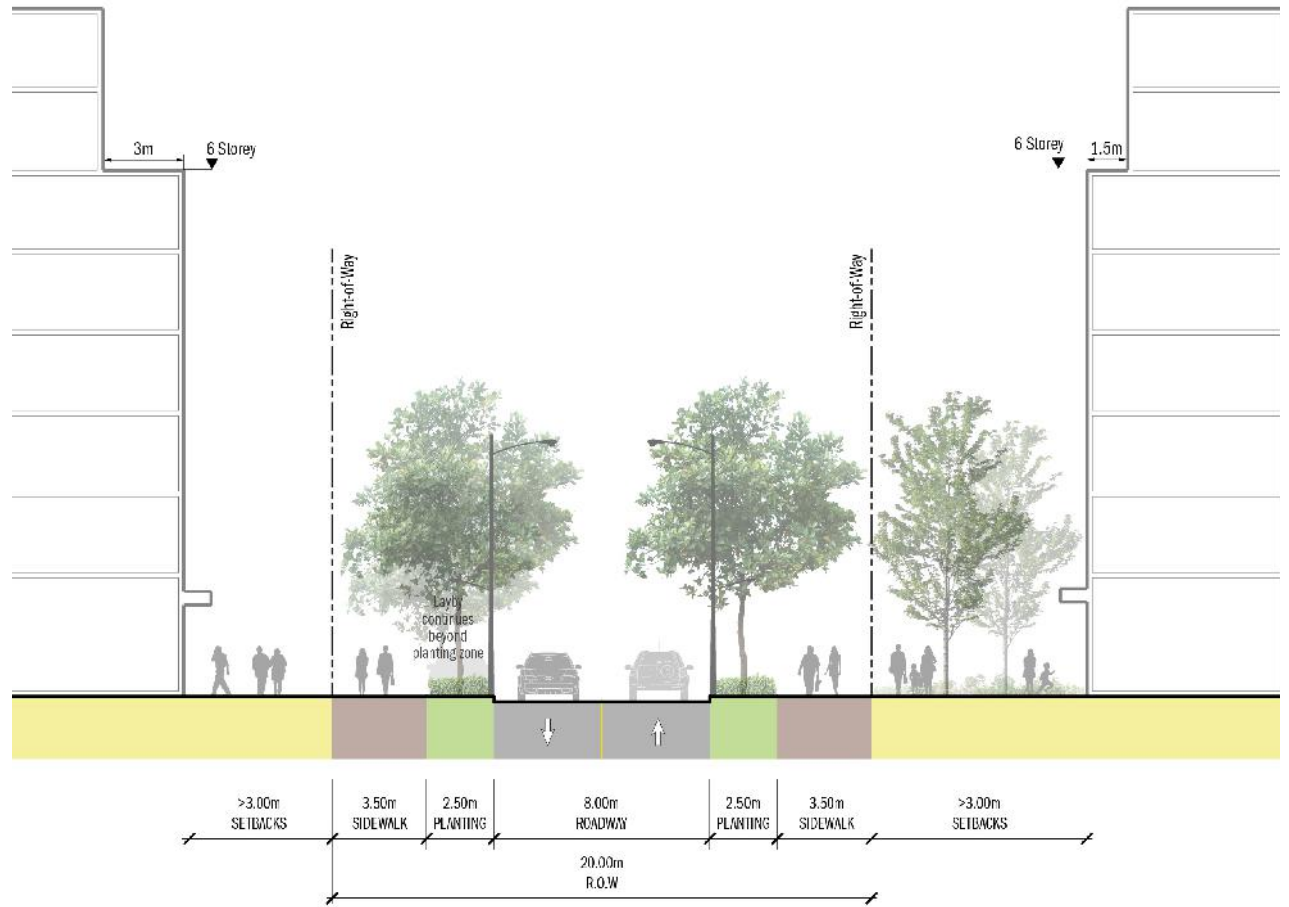 3m
6 Storey
6 Storey
1.5m
Right-of-Way
Right-of-Way
Layby
continues
beyond
planting zone
>3.00m
SETBACKS
3.50m
SIDEWALK
2.50m
PLANTING
8.00m
ROADWAY
2.50m
PLANTING
3.50m
SIDEWALK
>3.00m
SETBACKS
20.00m
R.O.W